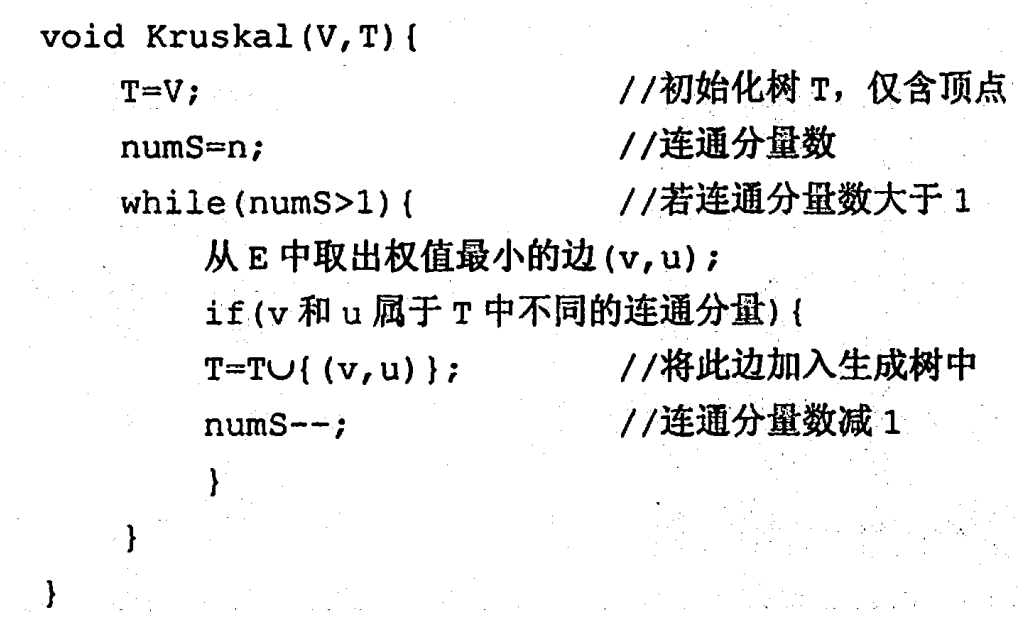 void Kruskal(V,T){
T=V; //初始化树 T，仅含顶点
numS=n; //连通分量数
while(numS>1){ //若连通分量数大于 1
从 E 中取出权值最小的边(v,u);
if(v 和 u 属于 T 中不同的连通分量){
T=T∪{(v,u)}; //将此边加入生成树中
numS--; //连通分量数减 1
}
}
}